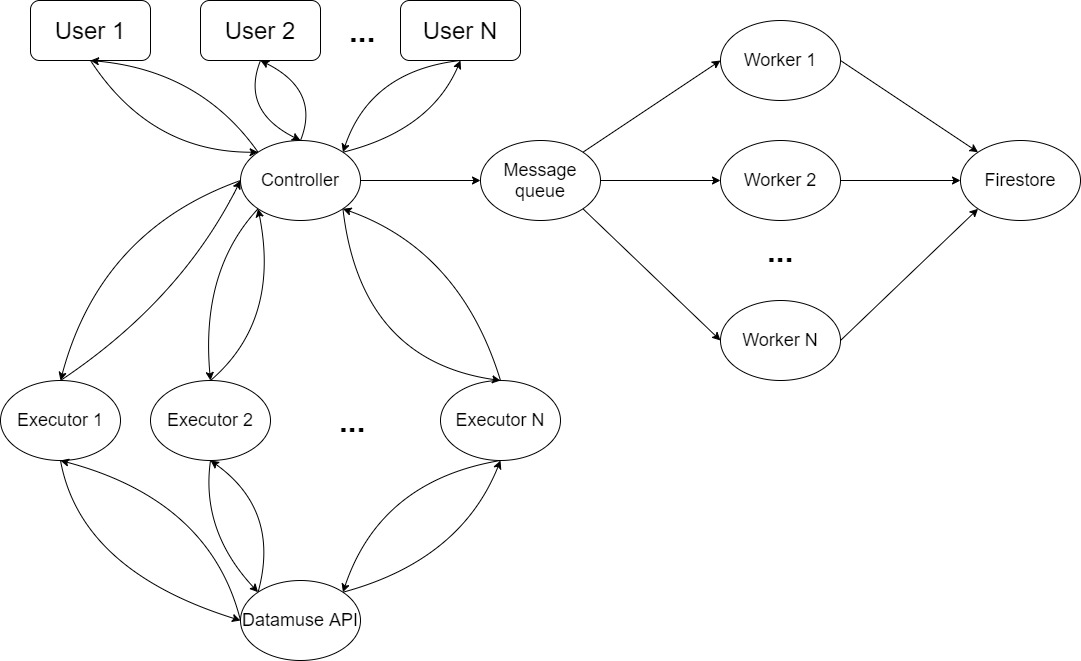 User 1
User 2
...
User N
Worker 1
Controller
Message
queue
Worker 2
Firestore
...
Worker N
Executor 1
Executor 2
...
Executor N
Datamuse API